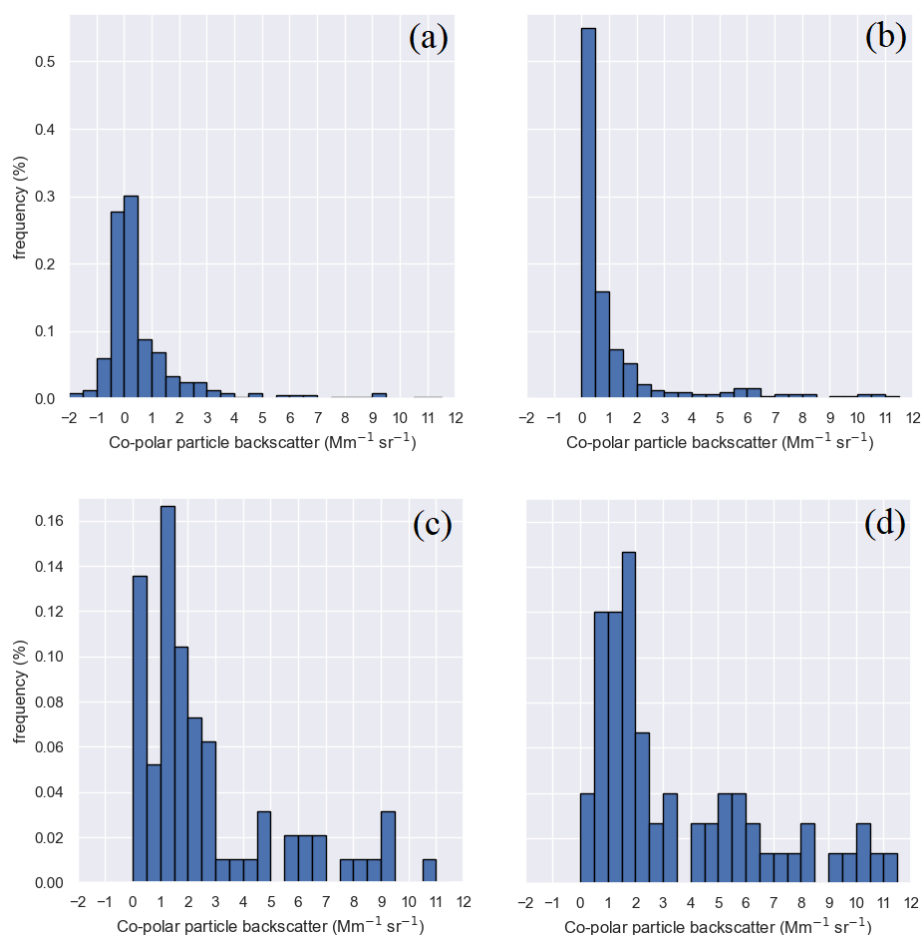 (a)
0.5
0.4
0.3
0.2
0.1
0.0
frequency (%)
−2 −1 0 1 2 3 4 5 6 7 8 9 10 11 12
Co-polar particle backscatter (Mm⁻¹ sr⁻¹)
(b)
−2 −1 0 1 2 3 4 5 6 7 8 9 10 11 12
Co-polar particle backscatter (Mm⁻¹ sr⁻¹)
(c)
0.16
0.14
0.12
0.10
0.08
0.06
0.04
0.02
0.00
frequency (%)
−2 −1 0 1 2 3 4 5 6 7 8 9 10 11 12
Co-polar particle backscatter (Mm⁻¹ sr⁻¹)
(d)
−2 −1 0 1 2 3 4 5 6 7 8 9 10 11 12
Co-polar particle backscatter (Mm⁻¹ sr⁻¹)